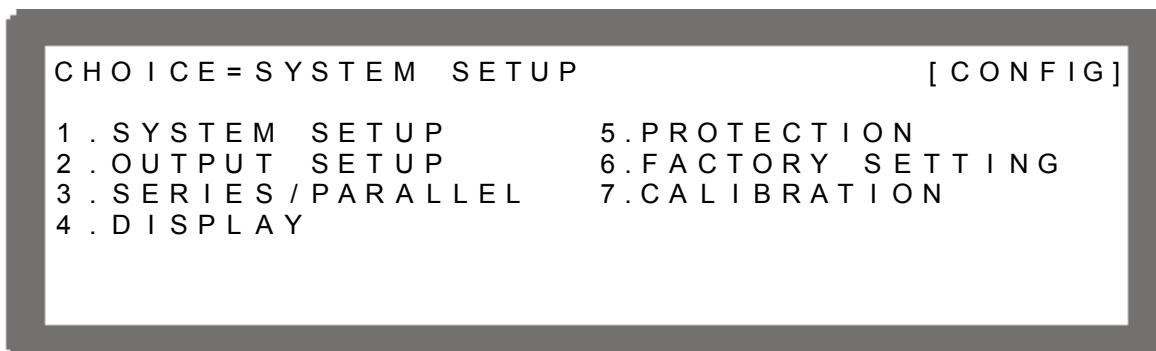 CHOICE=SYSTEM SETUP [CONFIG]
1.SYSTEM SETUP 5.PROTECTION
2.OUTPUT SETUP 6.FACTORY SETTING
3.SERIES/PARALLEL 7.CALIBRATION
4.DISPLAY